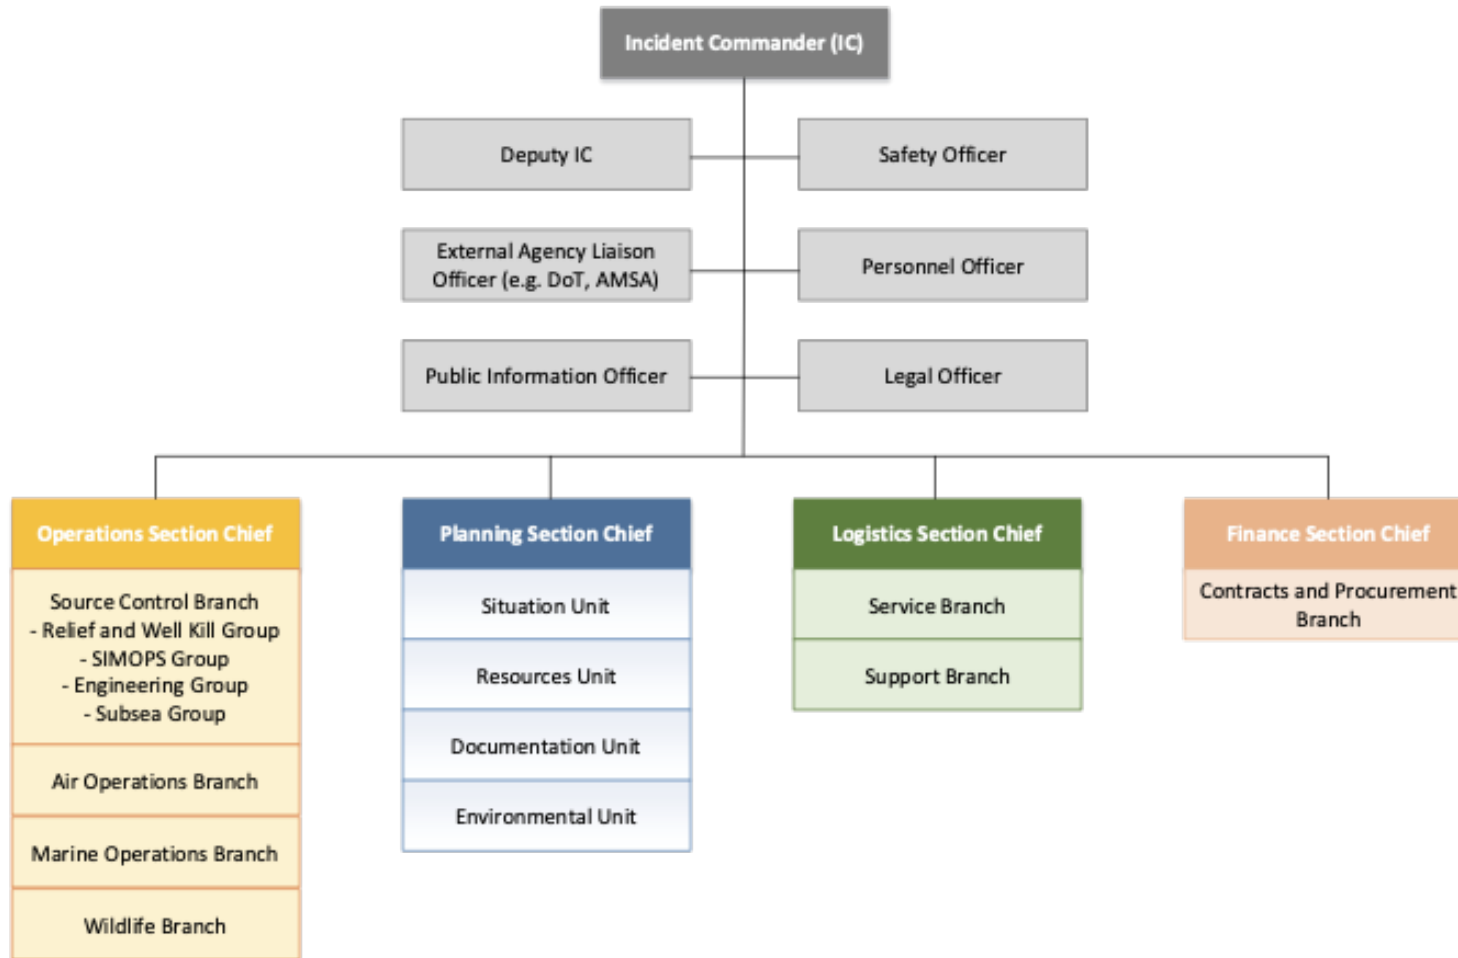 Incident Commander (IC)
Deputy IC
Safety Officer
External Agency Liaison
Officer (e.g. DoT, AMSA)
Personnel Officer
Public Information Officer
Legal Officer
Operations Section Chief
Source Control Branch
- Relief and Well Kill Group
- SIMOPS Group
- Engineering Group
- Subsea Group
Air Operations Branch
Marine Operations Branch
Wildlife Branch
Planning Section Chief
Situation Unit
Resources Unit
Documentation Unit
Environmental Unit
Logistics Section Chief
Service Branch
Support Branch
Finance Section Chief
Contracts and Procurement
Branch